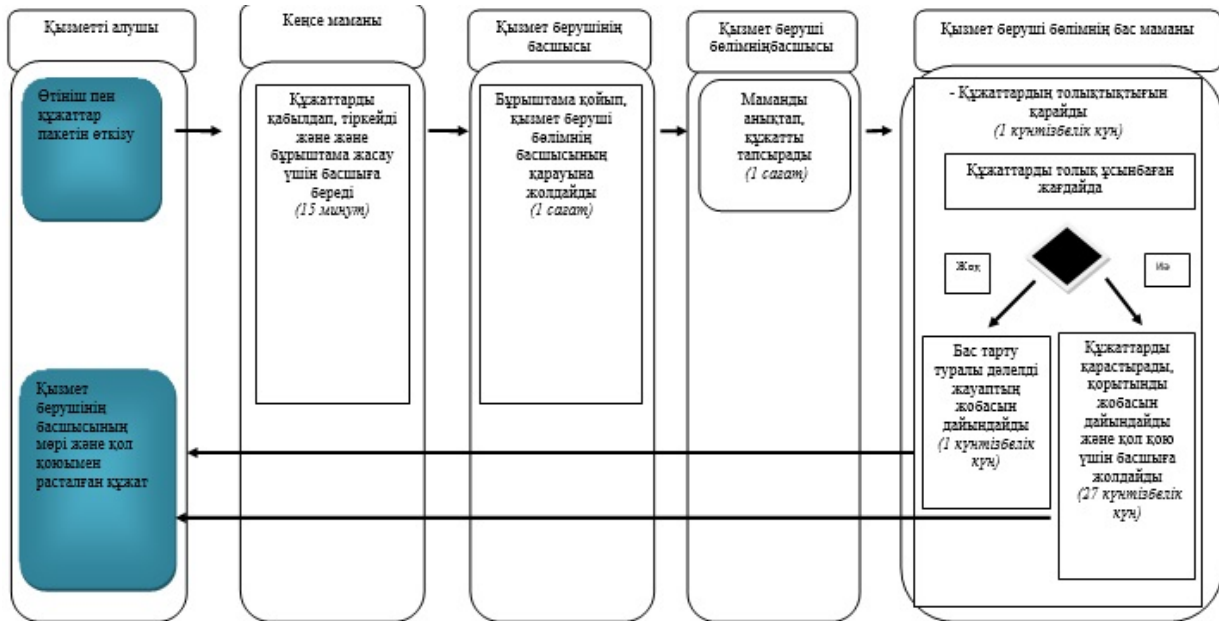 Қызметті алушы
Өтініш пен
құжаттар
пакетін өткізу
Қызмет
берушінің
басшысының
мөрі және қол
қоюымен
расталған құжат
Кеңсе маманы
Құжаттарды
қабылдап, тіркейді
және және
бұрыштама жасау
үшін басшыға
береді
(15 минут)
Қызмет берушінің
басшысы
Бұрыштама қойып,
қызмет беруші
бөлімнің
басшысының
қарауына
жолдайды
(1 сағат)
Қызмет беруші
бөлімніңбасшысы
Маманды
анықтап,
құжатты
тапсырады
(1 сағат)
Қызмет беруші бөлімнің бас маманы
- Құжаттардың толықтықтығын
қарайды
(1 күнтізбелік күн)
Құжаттарды толық ұсынбаған
жағдайда
Жоқ
Иә
Бас тарту
туралы дәлелді
жауаптың
жобасын
дайындайды
(1 күнтізбелік
күн)
Құжаттарды
қарастырады,
қорытынды
жобасын
дайындайды
және қол қою
үшін басшыға
жолдайды
(27 күнтізбелік
күн)